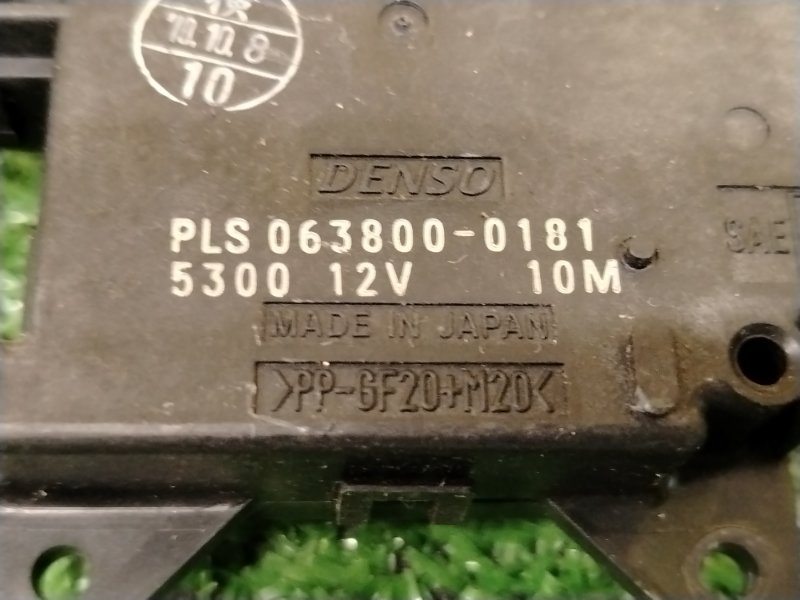 10.10.8
10
DENSO
PLS 063800-0181
5300 12V 10M
MADE IN JAPAN
>PP-GF20+M20<